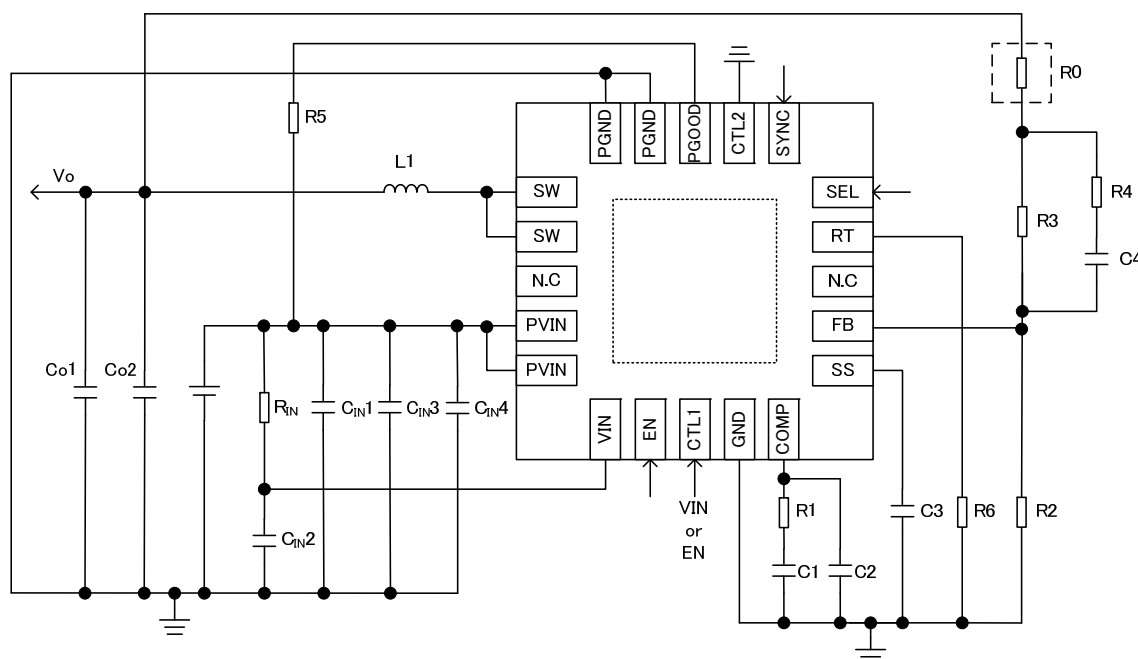 R0
R5
PGND
PGND
PGOOD
CTL2
SYNC
L1
Vo
SW
SEL
R4
SW
RT
R3
N.C
N.C
C4
PVIN
FB
Co1
Co2
PVIN
SS
RIN
CIN1
CIN3
CIN4
VIN
EN
CTL1
GND
COMP
VIN
or
EN
R1
C3
R6
R2
CIN2
C1
C2